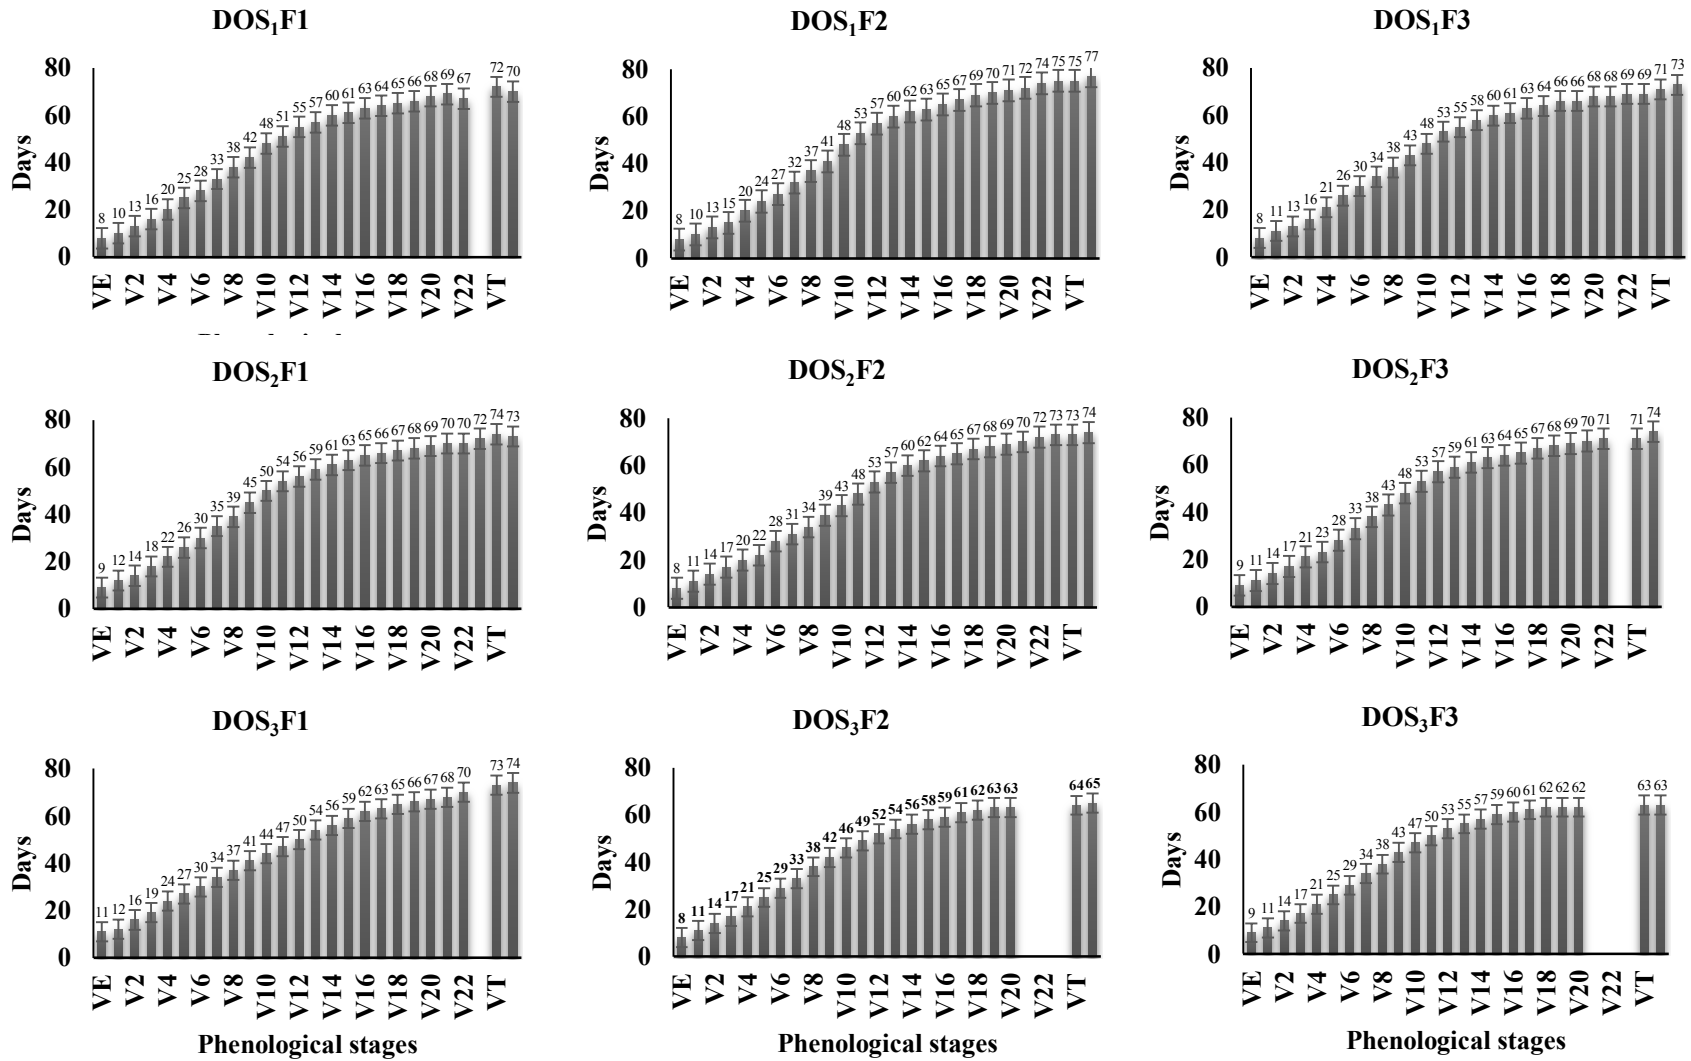 DOS₁F1
80
60
40
20
0
Days
8 10 13 16 20 25 28 33 38 42 48 51 55 57 60 61 63 64 65 66 68 69 67 72 70
VE V2 V4 V6 V8 V10 V12 V14 V16 V18 V20 V22 VT
DOS₁F2
80
60
40
20
0
Days
8 10 13 15 20 24 27 32 37 41 48 53 57 60 62 63 65 67 69 70 71 72 74 75 75 77
VE V2 V4 V6 V8 V10 V12 V14 V16 V18 V20 V22 VT
DOS₁F3
80
60
40
20
0
Days
8 11 13 16 21 26 30 34 38 43 48 53 55 58 60 61 63 64 66 66 68 68 69 69 71 73
VE V2 V4 V6 V8 V10 V12 V14 V16 V18 V20 V22 VT
DOS₂F1
80
60
40
20
0
Days
9 12 14 18 22 26 30 35 39 45 50 54 56 59 61 63 65 66 67 68 69 70 70 72 74 73
VE V2 V4 V6 V8 V10 V12 V14 V16 V18 V20 V22 VT
DOS₂F2
80
60
40
20
0
Days
8 11 14 17 20 22 28 31 34 39 43 48 53 57 60 62 64 65 67 68 69 70 72 73 73 74
VE V2 V4 V6 V8 V10 V12 V14 V16 V18 V20 V22 VT
DOS₂F3
80
60
40
20
0
Days
9 11 14 17 21 23 28 33 38 43 48 53 57 59 61 63 64 65 67 68 69 70 71 71 74
VE V2 V4 V6 V8 V10 V12 V14 V16 V18 V20 V22 VT
DOS₃F1
80
60
40
20
0
Days
11 12 16 19 24 27 30 34 37 41 44 47 50 54 56 59 62 63 65 66 67 68 70 73 74
VE V2 V4 V6 V8 V10 V12 V14 V16 V18 V20 V22 VT
Phenological stages
DOS₃F2
80
60
40
20
0
Days
8 11 14 17 21 25 29 33 38 42 46 49 52 54 56 58 59 61 62 63 63 64 65
VE V2 V4 V6 V8 V10 V12 V14 V16 V18 V20 V22 VT
Phenological stages
DOS₃F3
80
60
40
20
0
Days
9 11 14 17 21 25 29 34 38 43 47 50 53 55 57 59 60 61 62 62 62 63 63
VE V2 V4 V6 V8 V10 V12 V14 V16 V18 V20 V22 VT
Phenological stages